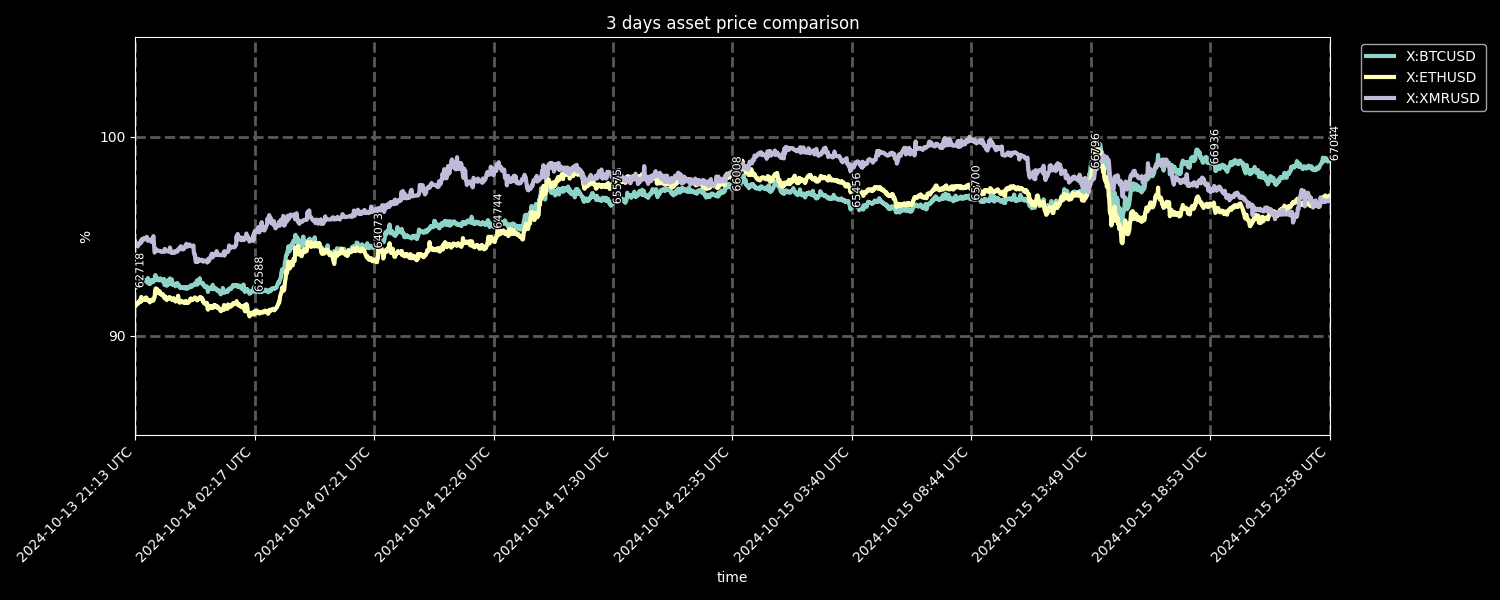 3 days asset price comparison
X:BTCUSD
X:ETHUSD
X:XMRUSD
%
100
90
62718
62588
64073
64744
65575
66008
65456
65700
66796
66936
67044
2024-10-13 21:13 UTC
2024-10-14 02:17 UTC
2024-10-14 07:21 UTC
2024-10-14 12:26 UTC
2024-10-14 17:30 UTC
2024-10-14 22:35 UTC
2024-10-15 03:40 UTC
2024-10-15 08:44 UTC
2024-10-15 13:49 UTC
2024-10-15 18:53 UTC
2024-10-15 23:58 UTC
time